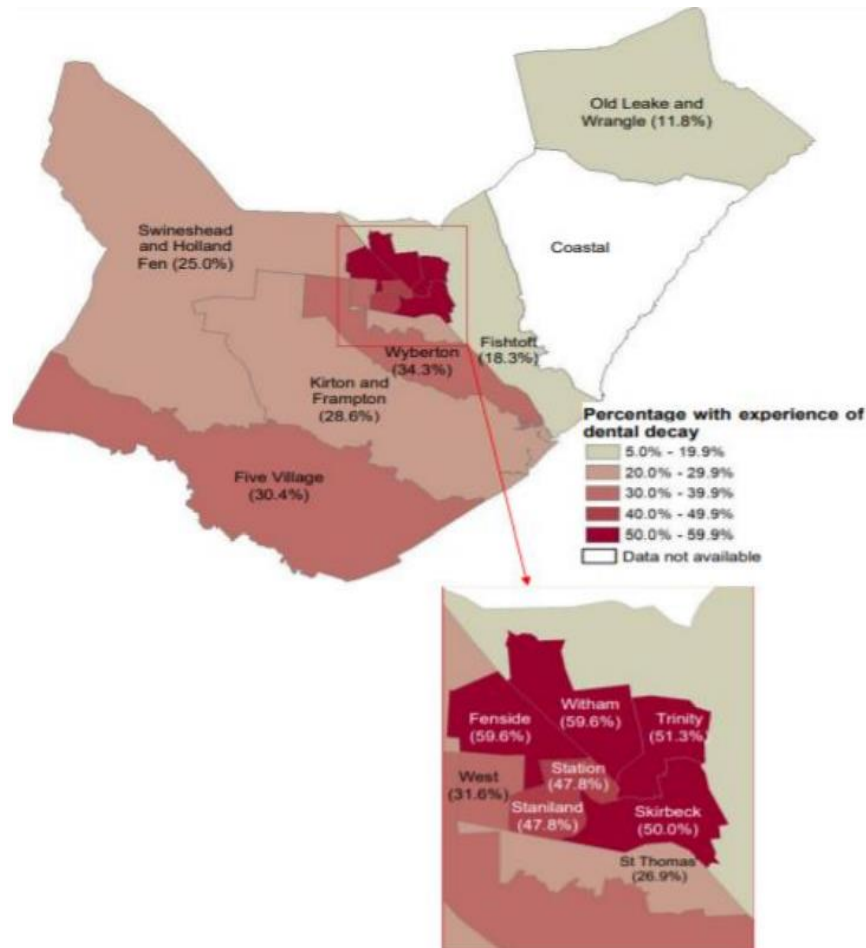 Old Leake and
Wrangle (11.8%)
Swineshead
and Holland
Fen (25.0%)
Coastal
Fishtoft
(18.3%)
Wyberton
(34.3%)
Kirton and
Frampton
(28.6%)
Five Village
(30.4%)
Percentage with experience of
dental decay
5.0% - 19.9%
20.0% - 29.9%
30.0% - 39.9%
40.0% - 49.9%
50.0% - 59.9%
Data not available
Fenside
(59.6%)
Witham
(59.6%)
Trinity
(51.3%)
West
(31.6%)
Station
(47.8%)
Staniland
(47.8%)
Skirbeck
(50.0%)
St Thomas
(26.9%)